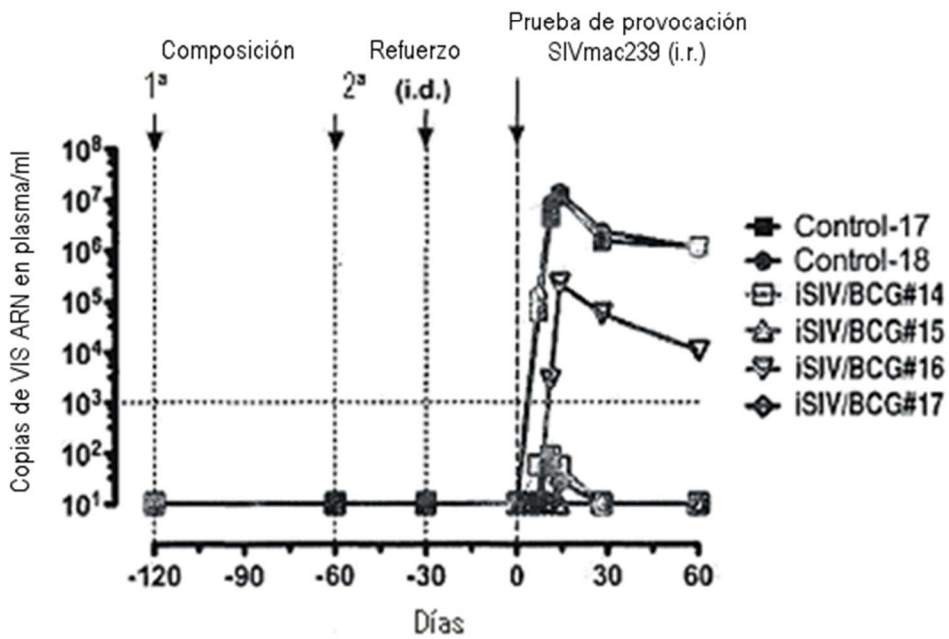 Prueba de provocación
Composición Refuerzo SIVmac239 (i.r.)
1ª 2ª (i.d.)
Copias de VIS ARN en plasma/ml
10⁸
10⁷
10⁶
10⁵
10⁴
10³
10²
10¹
Control-17
Control-18
iSIV/BCG#14
iSIV/BCG#15
iSIV/BCG#16
iSIV/BCG#17
-120 -90 -60 -30 0 30 60
Días